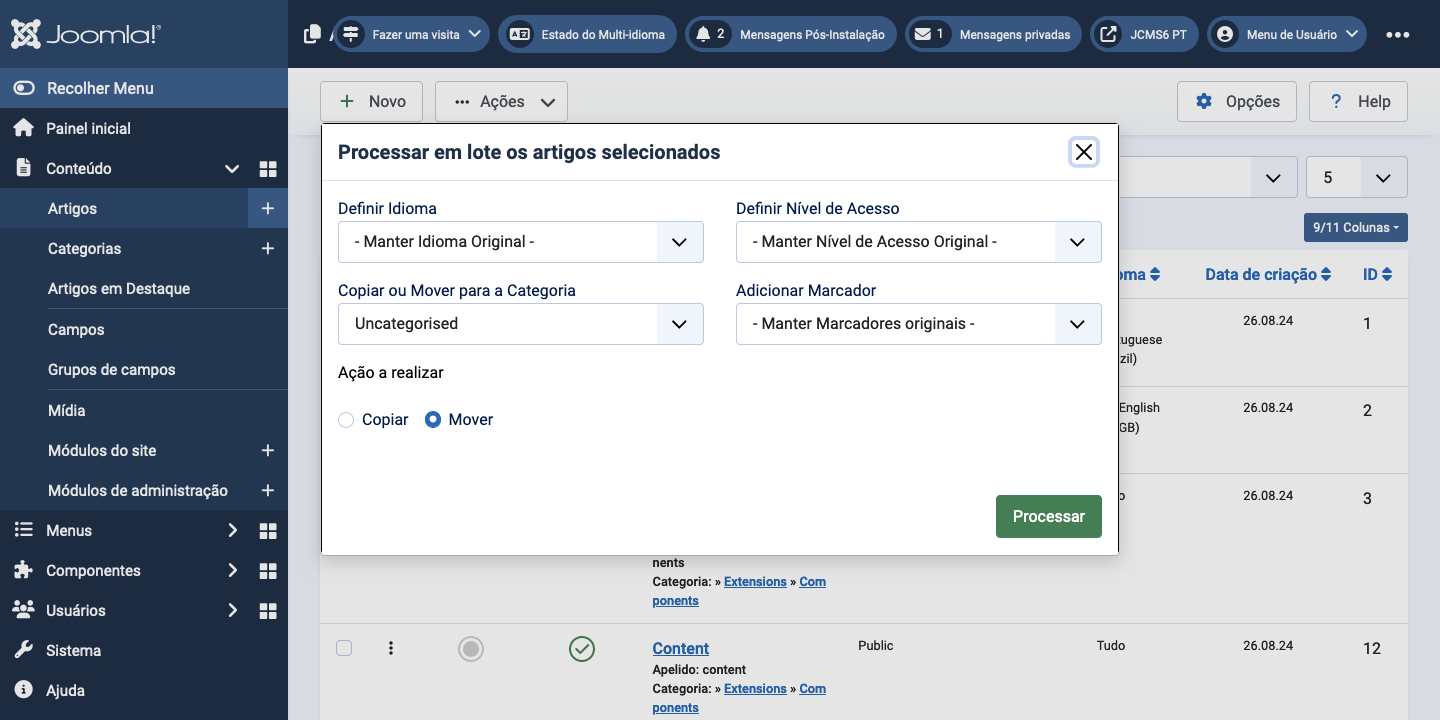 Joomla!®
Fazer uma visita
Estado do Multi-idioma
2 Mensagens Pós-Instalação
1 Mensagens privadas
JCMS6 PT
Menu de Usuário
Recolher Menu
Painel inicial
Conteúdo
Artigos
Categorias
Artigos em Destaque
Campos
Grupos de campos
Mídia
Módulos do site
Módulos de administração
Menus
Componentes
Usuários
Sistema
Ajuda
Novo
Ações
Opções
? Help
Processar em lote os artigos selecionados
Definir Idioma
- Manter Idioma Original -
Definir Nível de Acesso
- Manter Nível de Acesso Original -
Copiar ou Mover para a Categoria
Uncategorised
Adicionar Marcador
- Manter Marcadores originais -
Ação a realizar
Copiar
Mover
Processar
5
9/11 Colunas
oma
Data de criação
ID
26.08.24
1
tuguese
zil)
English
26.08.24
2
GB)
o
26.08.24
3
nents
Categoria: » Extensions » Com
ponents
Content
Public
Tudo
26.08.24
12
Apelido: content
Categoria: » Extensions » Com
ponents